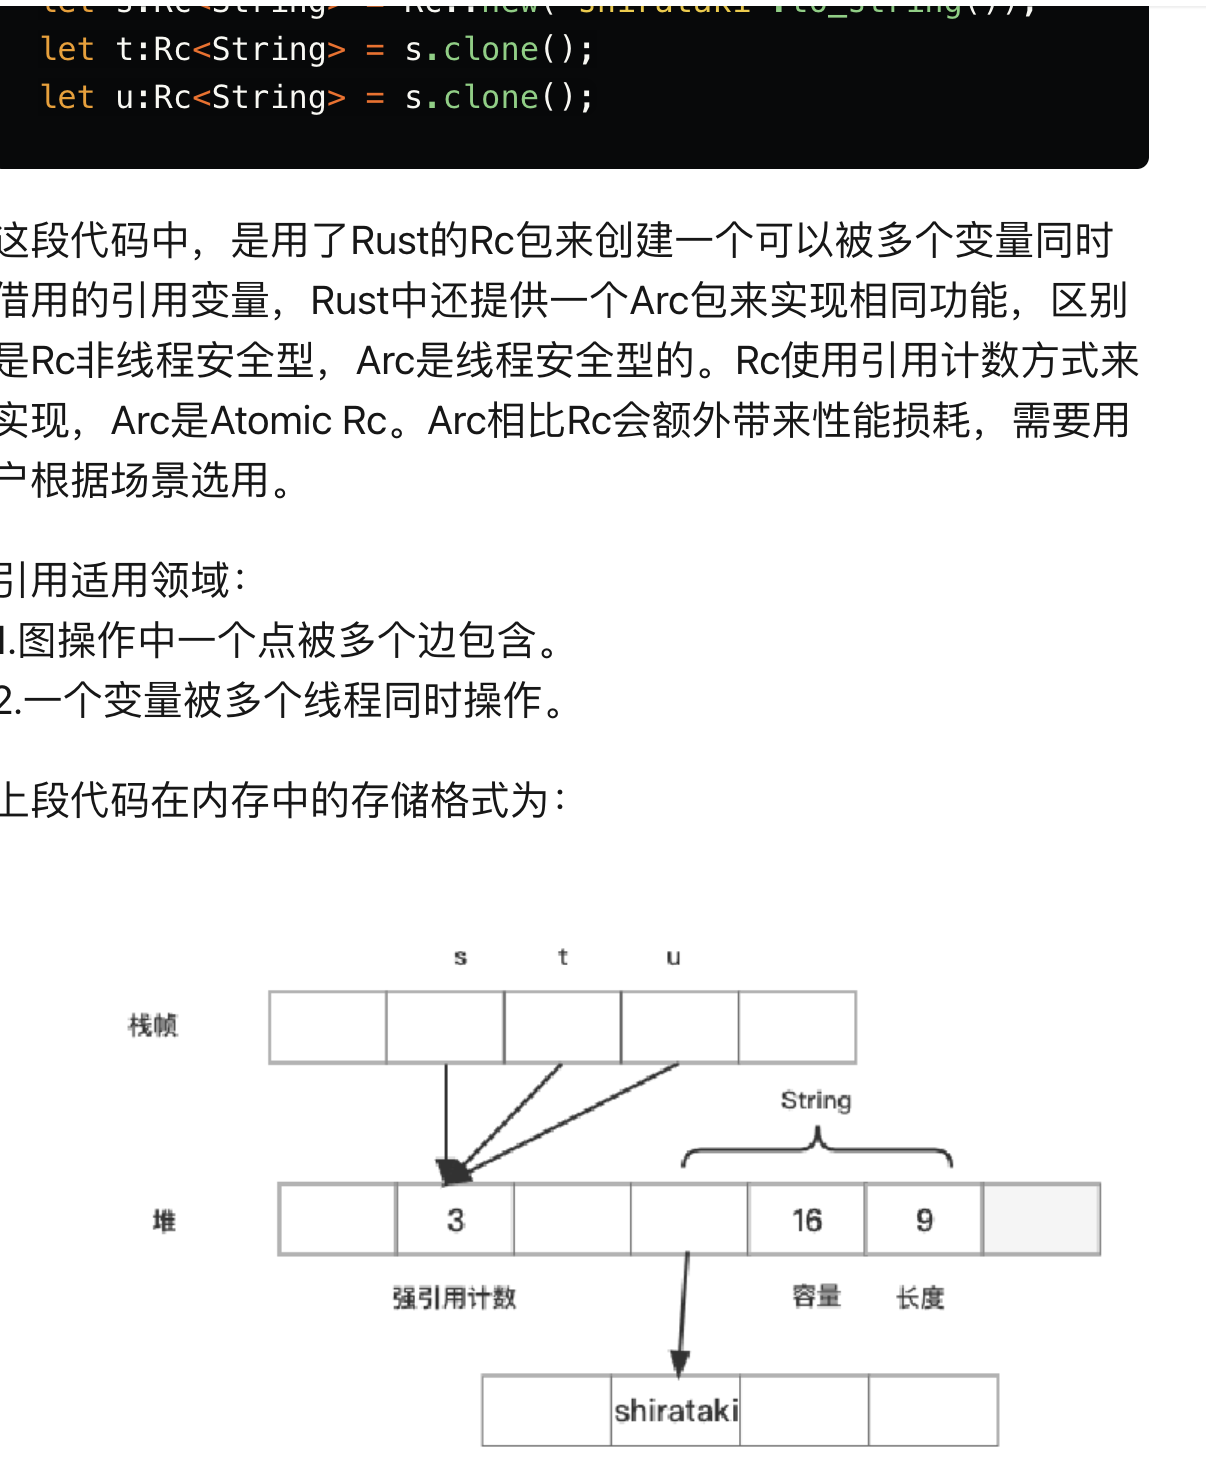 let s:Rc<String> = Rc::new("shirataki".to_string());
let t:Rc<String> = s.clone();
let u:Rc<String> = s.clone();
这段代码中，是用了Rust的Rc包来创建一个可以被多个变量同时
借用的引用变量，Rust中还提供一个Arc包来实现相同功能，区别
是Rc非线程安全型，Arc是线程安全型的。Rc使用引用计数方式来
实现，Arc是Atomic Rc。Arc相比Rc会额外带来性能损耗，需要用
户根据场景选用。
引用适用领域：
1.图操作中一个点被多个边包含。
2.一个变量被多个线程同时操作。
上段代码在内存中的存储格式为：
s t u
栈帧
String
堆 3 16 9
强引用计数 容量 长度
shirataki